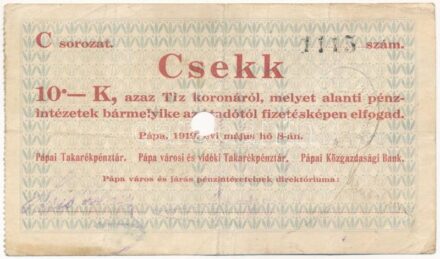 C sorozat. 1115 szám.
Csekk
10·— K, azaz Tiz koronáról, melyet alanti pénz-
intézetek bármelyike az átadótól fizetésképen elfogad.
Pápa, 1919. évi május hó 8-án.
Pápai Takarékpénztár. Pápa városi és vidéki Takarékpénztár. Pápai Közgazdasági Bank.
Pápa város és járás pénzintézeteinek direktóriuma: